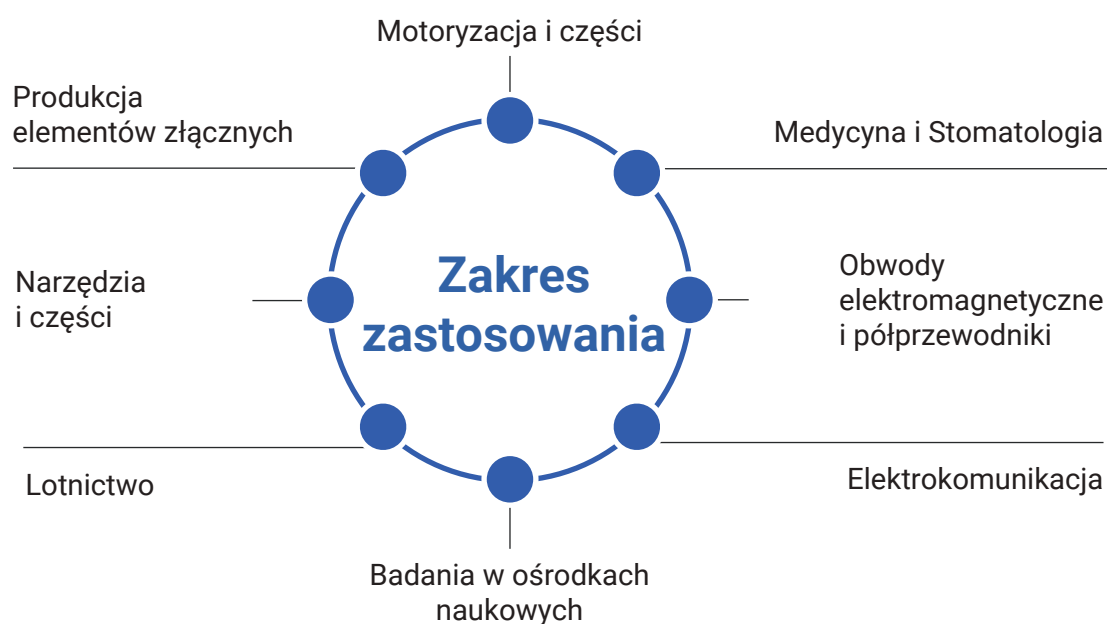 Motoryzacja i części
Produkcja
elementów złącznych
Medycyna i Stomatologia
Narzędzia
i części
Zakres
zastosowania
Obwody
elektromagnetyczne
i półprzewodniki
Lotnictwo
Elektrokomunikacja
Badania w ośrodkach
naukowych